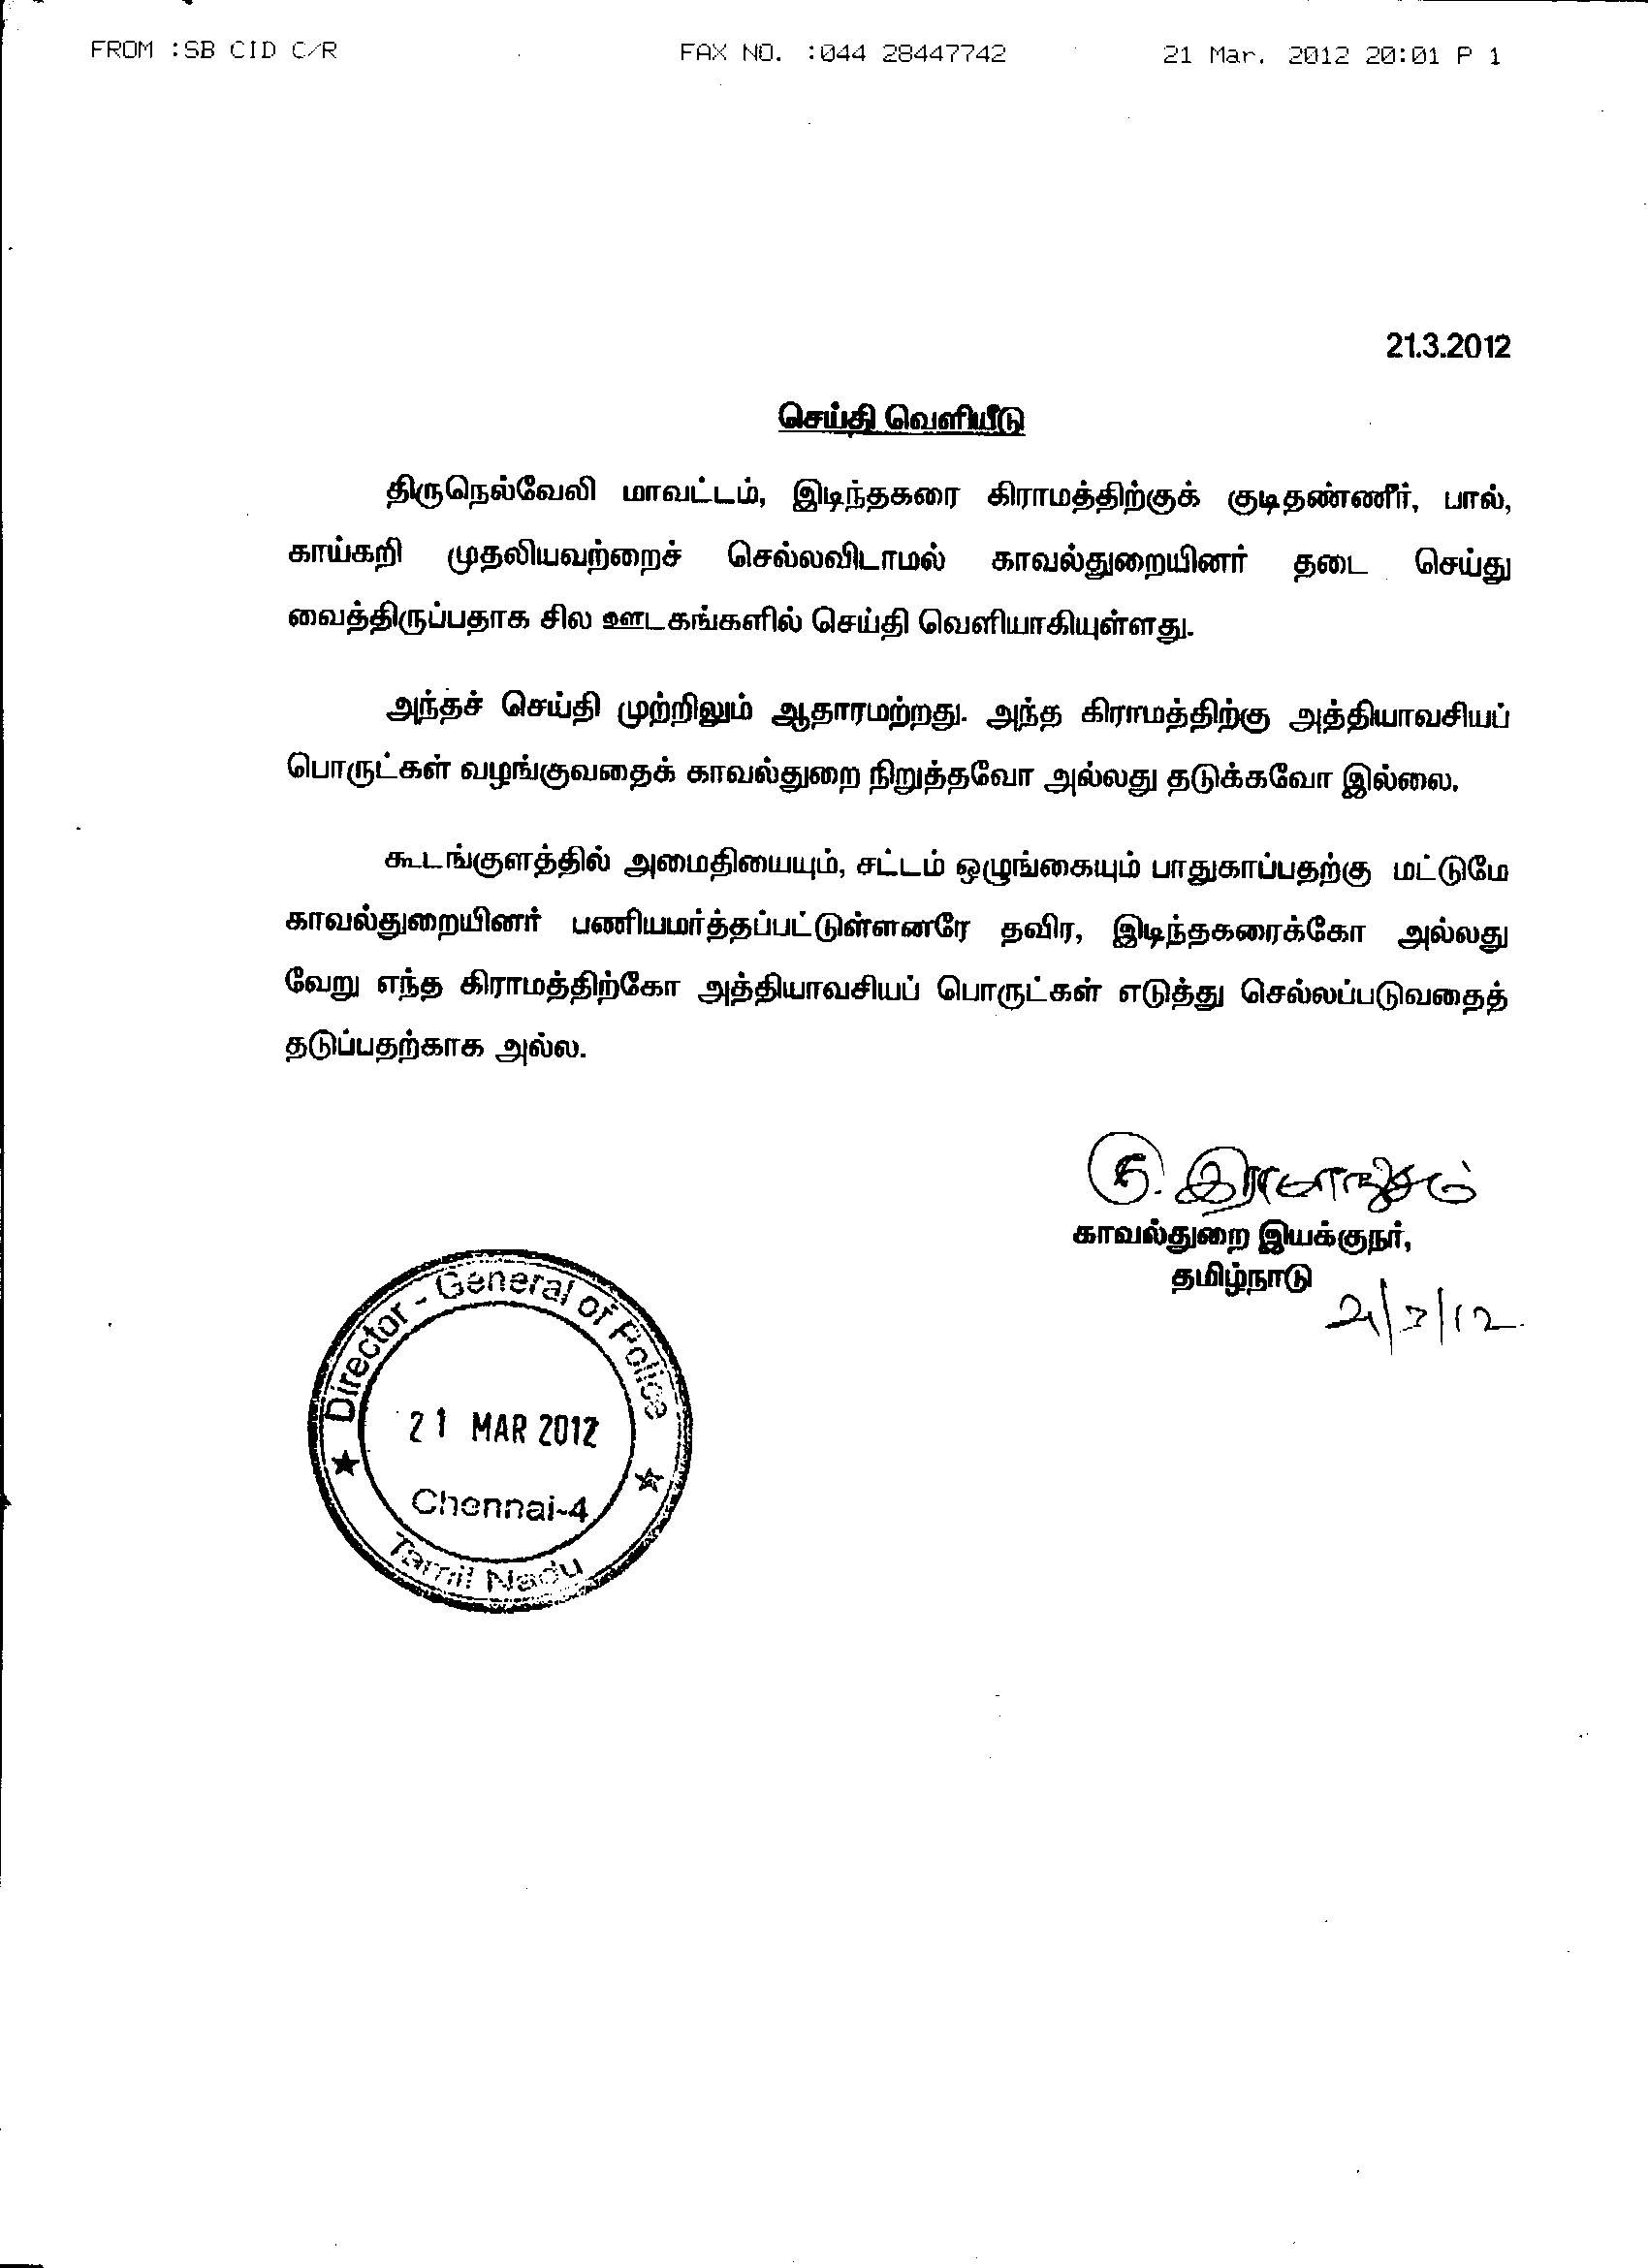 FROM :SB CID C/R FAX NO. :044 28447742 21 Mar. 2012 20:01 P 1
21.3.2012
செய்தி வெளியீடு
திருநெல்வேலி மாவட்டம், இடிந்தகரை கிராமத்திற்குக் குடிதண்ணீர், பால்,
காய்கறி முதலியவற்றைச் செல்லவிடாமல் காவல்துறையினர் தடை செய்து
வைத்திருப்பதாக சில ஊடகங்களில் செய்தி வெளியாகியுள்ளது.
அந்தச் செய்தி முற்றிலும் ஆதாரமற்றது. அந்த கிராமத்திற்கு அத்தியாவசியப்
பொருட்கள் வழங்குவதைக் காவல்துறை நிறுத்தவோ அல்லது தடுக்கவோ இல்லை.
கூடங்குளத்தில் அமைதியையும், சட்டம் ஒழுங்கையும் பாதுகாப்பதற்கு மட்டுமே
காவல்துறையினர் பணியமர்த்தப்பட்டுள்ளனரே தவிர, இடிந்தகரைக்கோ அல்லது
வேறு எந்த கிராமத்திற்கோ அத்தியாவசியப் பொருட்கள் எடுத்து செல்லப்படுவதைத்
தடுப்பதற்காக அல்ல.
காவல்துறை இயக்குநர்,
தமிழ்நாடு
21/3/12
Director - General of Police
21 MAR 2012
Chennai-4
Tamil Nadu